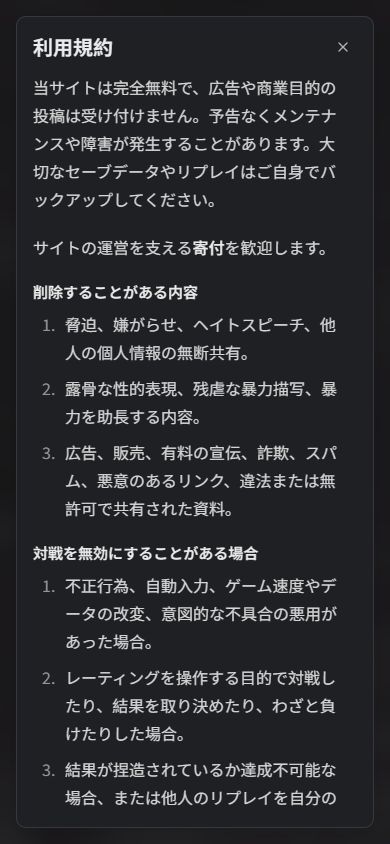 利用規約
当サイトは完全無料で、広告や商業目的の
投稿は受け付けません。予告なくメンテナ
ンスや障害が発生することがあります。大
切なセーブデータやリプレイはご自身でバ
ックアップしてください。
サイトの運営を支える寄付を歓迎します。
削除することがある内容
1. 脅迫、嫌がらせ、ヘイトスピーチ、他
人の個人情報の無断共有。
2. 露骨な性的表現、残虐な暴力描写、暴
力を助長する内容。
3. 広告、販売、有料の宣伝、詐欺、スパ
ム、悪意のあるリンク、違法または無
許可で共有された資料。
対戦を無効にすることがある場合
1. 不正行為、自動入力、ゲーム速度やデ
ータの改変、意図的な不具合の悪用が
あった場合。
2. レーティングを操作する目的で対戦し
たり、結果を取り決めたり、わざと負
けたりした場合。
3. 結果が捏造されているか達成不可能な
場合、または他人のリプレイを自分の